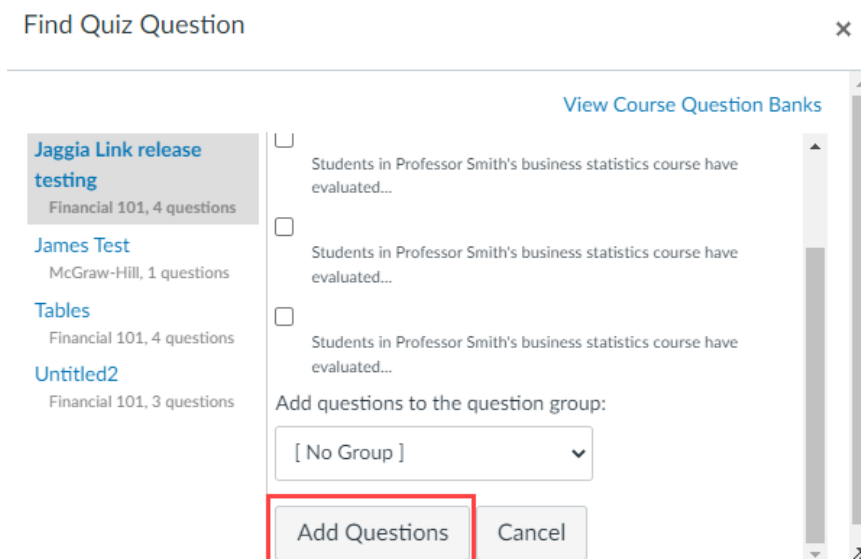 Find Quiz Question
×
View Course Question Banks
Jaggia Link release
testing
Financial 101, 4 questions
James Test
McGraw-Hill, 1 questions
Tables
Financial 101, 4 questions
Untitled2
Financial 101, 3 questions
Students in Professor Smith's business statistics course have
evaluated...
Students in Professor Smith's business statistics course have
evaluated...
Students in Professor Smith's business statistics course have
evaluated...
Add questions to the question group:
[ No Group ]
Add Questions
Cancel